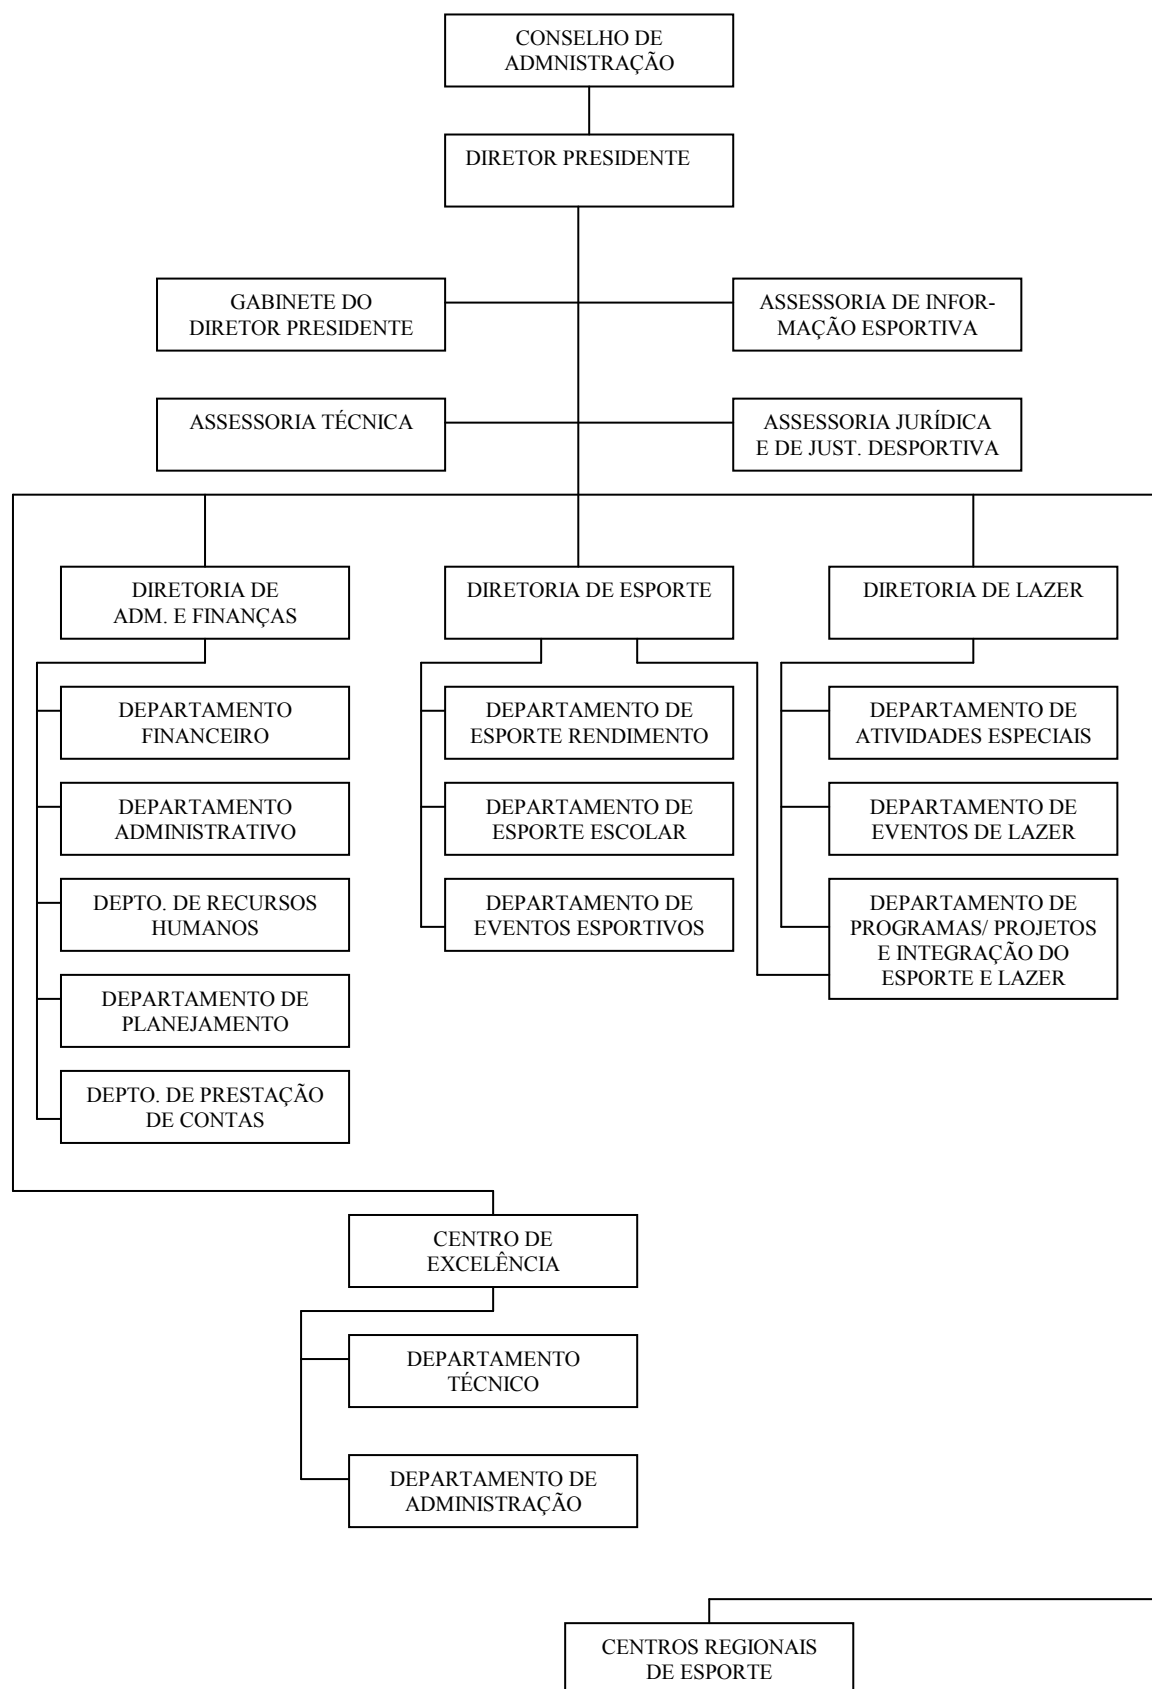 CONSELHO DE
ADMNISTRAÇÃO
DIRETOR PRESIDENTE
GABINETE DO
DIRETOR PRESIDENTE
ASSESSORIA DE INFOR-
MAÇÃO ESPORTIVA
ASSESSORIA TÉCNICA
ASSESSORIA JURÍDICA
E DE JUST. DESPORTIVA
DIRETORIA DE
ADM. E FINANÇAS
DIRETORIA DE ESPORTE
DIRETORIA DE LAZER
DEPARTAMENTO
FINANCEIRO
DEPARTAMENTO DE
ESPORTE RENDIMENTO
DEPARTAMENTO DE
ATIVIDADES ESPECIAIS
DEPARTAMENTO
ADMINISTRATIVO
DEPARTAMENTO DE
ESPORTE ESCOLAR
DEPARTAMENTO DE
EVENTOS DE LAZER
DEPTO. DE RECURSOS
HUMANOS
DEPARTAMENTO DE
EVENTOS ESPORTIVOS
DEPARTAMENTO DE
PROGRAMAS/ PROJETOS
E INTEGRAÇÃO DO
ESPORTE E LAZER
DEPARTAMENTO DE
PLANEJAMENTO
DEPTO. DE PRESTAÇÃO
DE CONTAS
CENTRO DE
EXCELÊNCIA
DEPARTAMENTO
TÉCNICO
DEPARTAMENTO DE
ADMINISTRAÇÃO
CENTROS REGIONAIS
DE ESPORTE